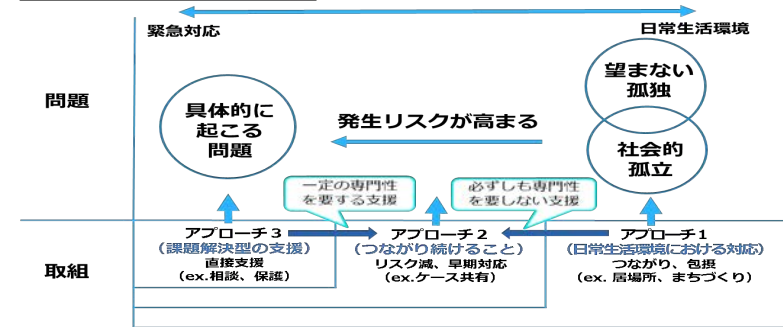 緊急対応
日常生活環境
問題
具体的に
起こる
問題
発生リスクが高まる
望まない
孤独
社会的
孤立
一定の専門性
を要する支援
必ずしも専門性
を要しない支援
取組
アプローチ3
(課題解決型の支援)
直接支援
(ex.相談、保護)
アプローチ2
(つながり続けること)
リスク減、早期対応
(ex.ケース共有)
アプローチ1
(日常生活環境における対応)
つながり、包摂
(ex. 居場所、まちづくり)